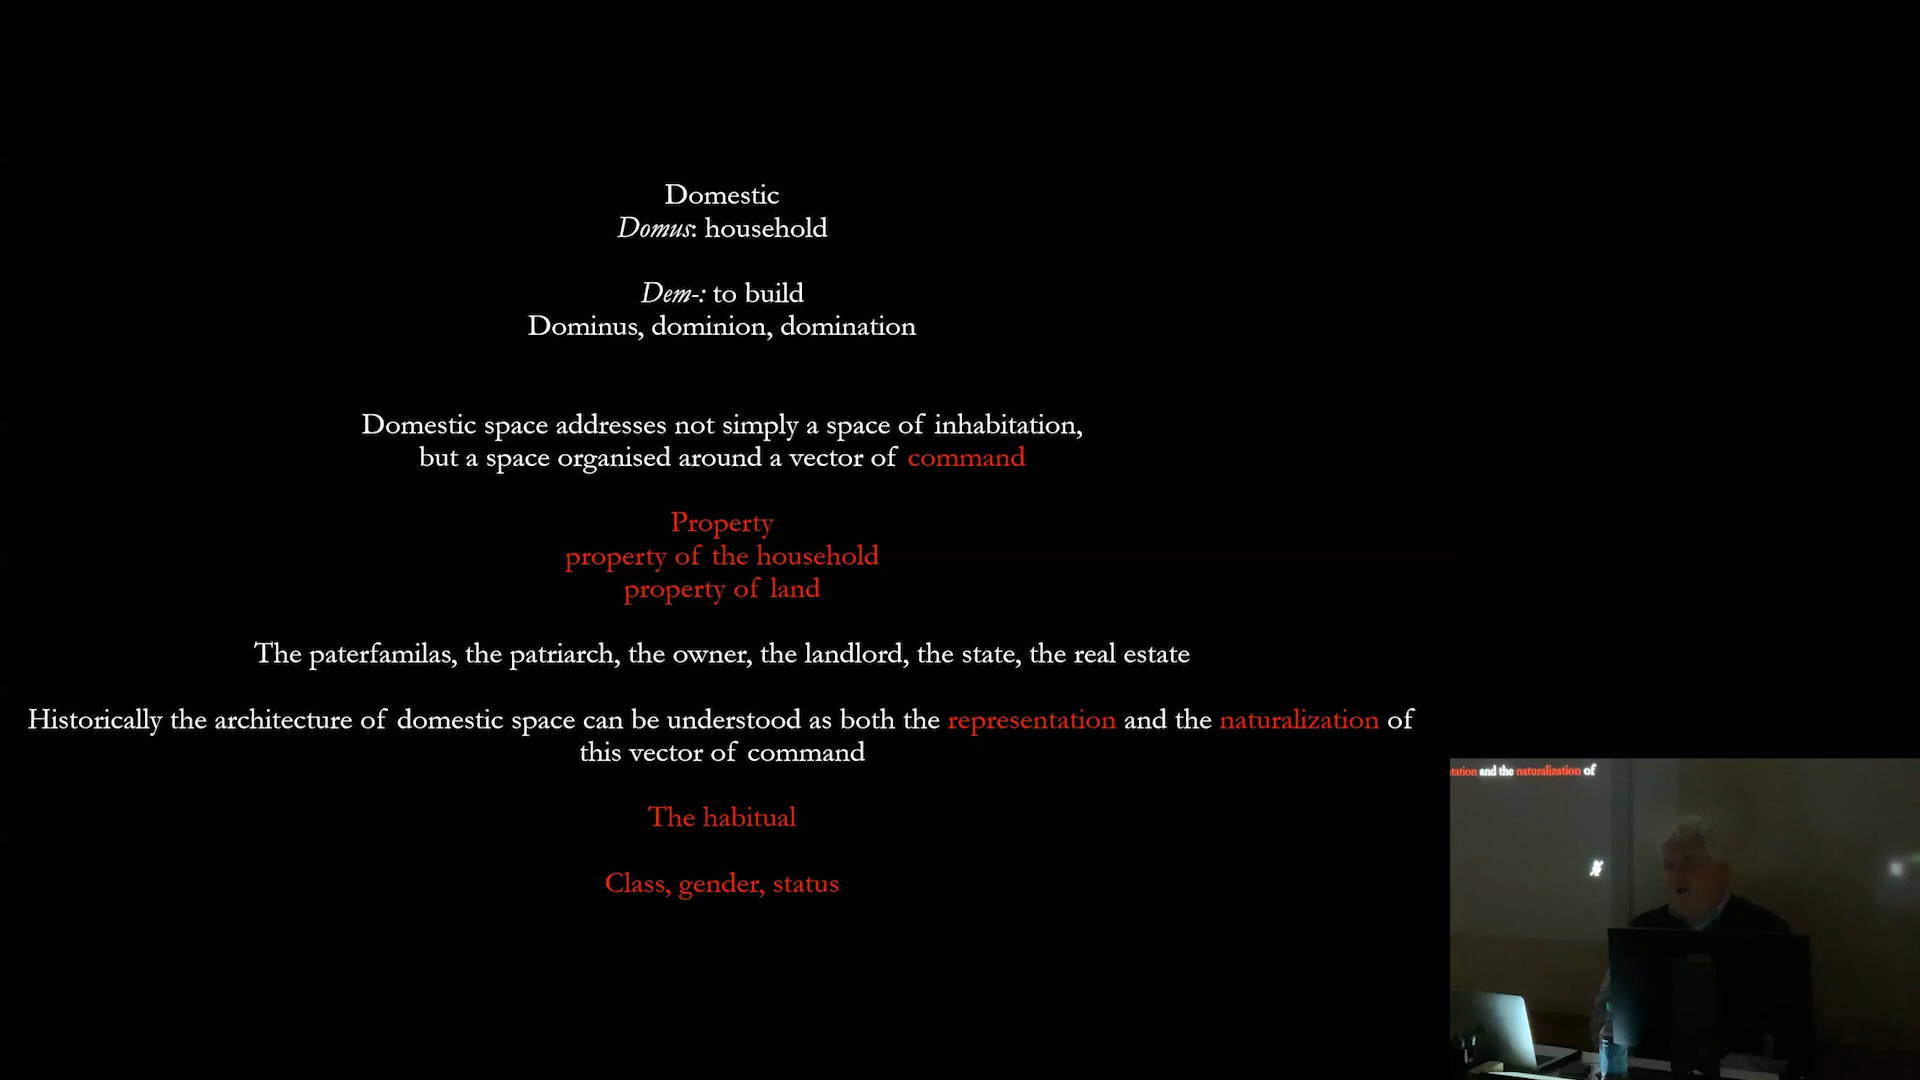 Domestic
Domus: household
Dem-: to build
Dominus, dominion, domination
Domestic space addresses not simply a space of inhabitation,
but a space organised around a vector of command
Property
property of the household
property of land
The paterfamilas, the patriarch, the owner, the landlord, the state, the real estate
Historically the architecture of domestic space can be understood as both the representation and the naturalization of
this vector of command
The habitual
Class, gender, status
tation and the naturalization of